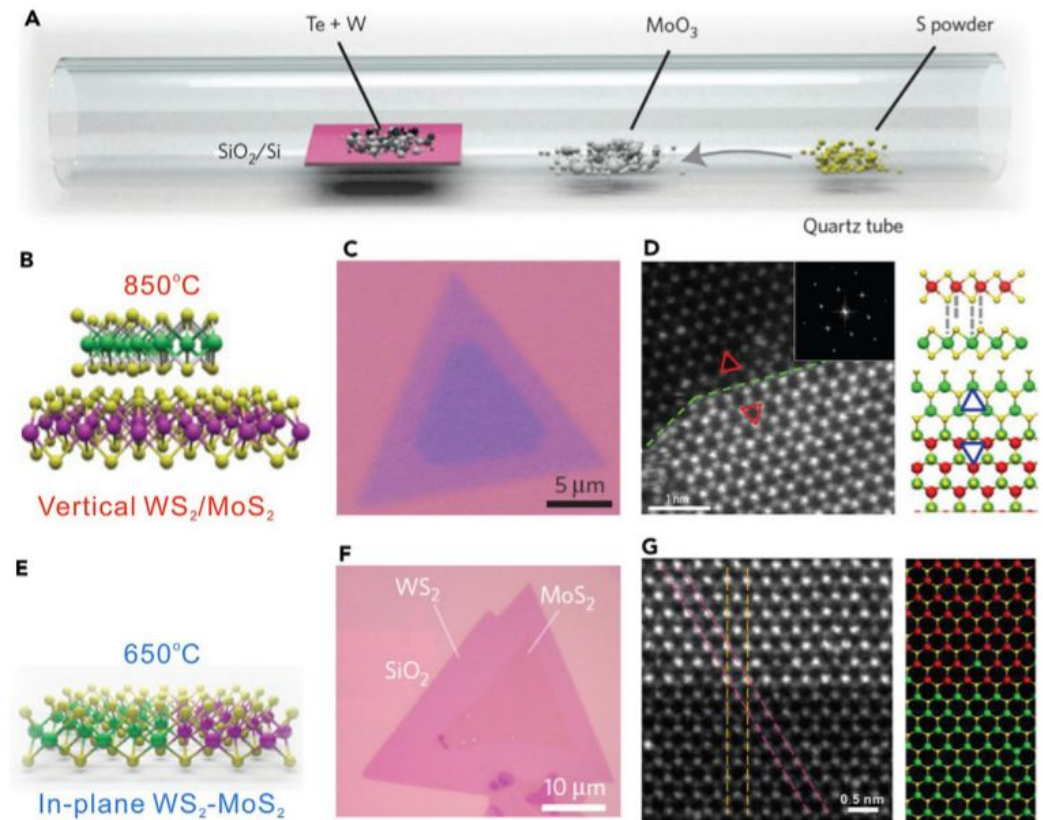 A
Te + W
MoO₃
S powder
SiO₂/Si
Quartz tube
B
850°C
Vertical WS₂/MoS₂
C
5 μm
D
1 nm
E
650°C
In-plane WS₂-MoS₂
F
WS₂
MoS₂
SiO₂
10 μm
G
0.5 nm